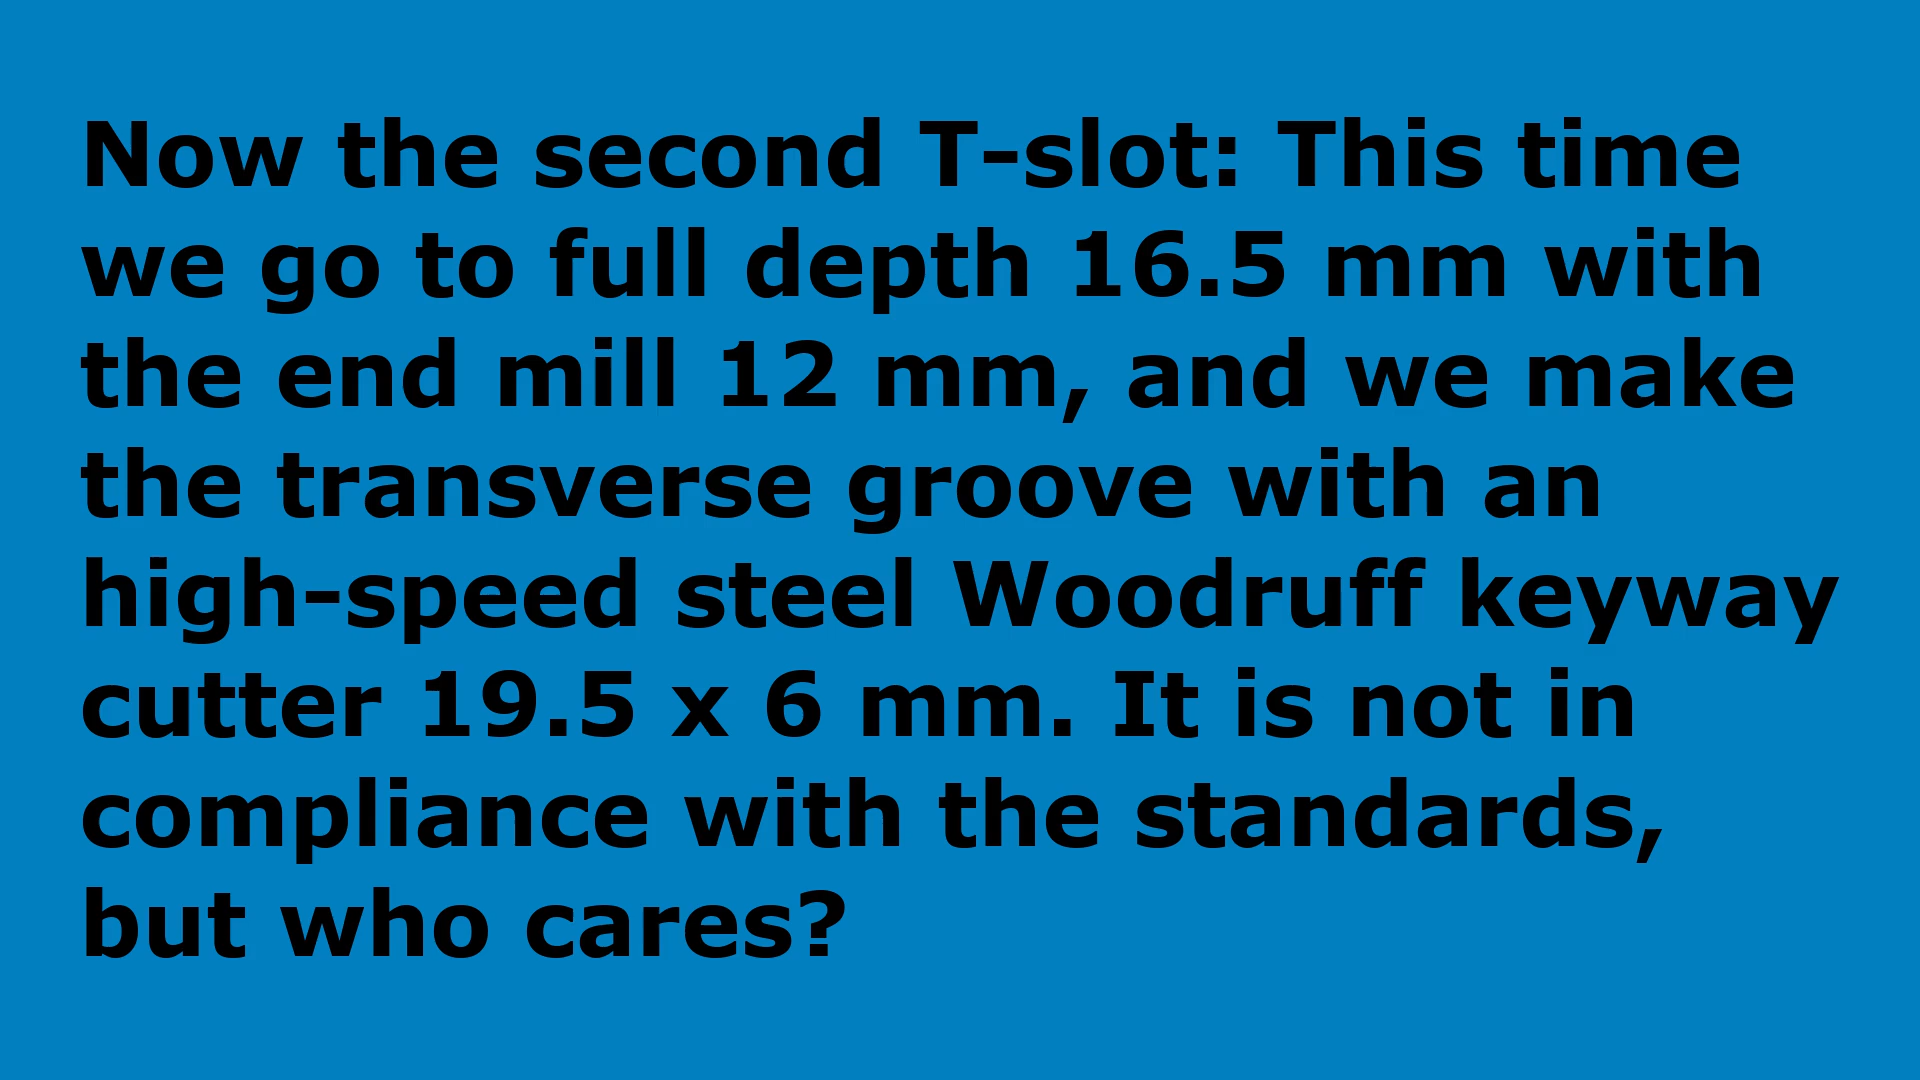 Now the second T-slot: This time
we go to full depth 16.5 mm with
the end mill 12 mm, and we make
the transverse groove with an
high-speed steel Woodruff keyway
cutter 19.5 x 6 mm. It is not in
compliance with the standards,
but who cares?